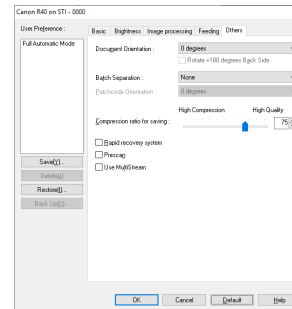 Canon R40 on STI - 0000
User Preference :
Full Automatic Mode
Save(Y)...
Delete(J)
Restore(I)...
Back Up(K)...
Basic Brightness Image processing Feeding Others
Document Orientation : 0 degrees
Rotate +180 degrees Back Side
Batch Separation : None
Patchcode Orientation : 0 degrees
High Compression High Quality
Compression ratio for saving : 75
Rapid recovery system
Prescan
Use MultiStream
OK Cancel Default Help